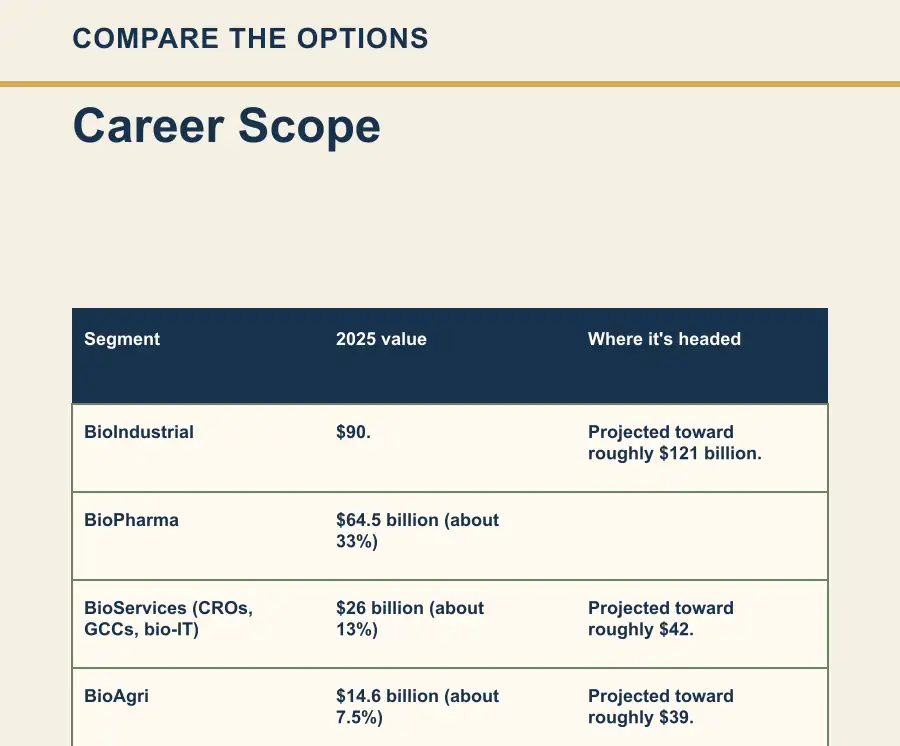 COMPARE THE OPTIONS
Career Scope
Segment
2025 value
Where it's headed
BioIndustrial
$90.
Projected toward
roughly $121 billion.
BioPharma
$64.5 billion (about
33%)
BioServices (CROs,
GCCs, bio-IT)
$26 billion (about
13%)
Projected toward
roughly $42.
BioAgri
$14.6 billion (about
7.5%)
Projected toward
roughly $39.